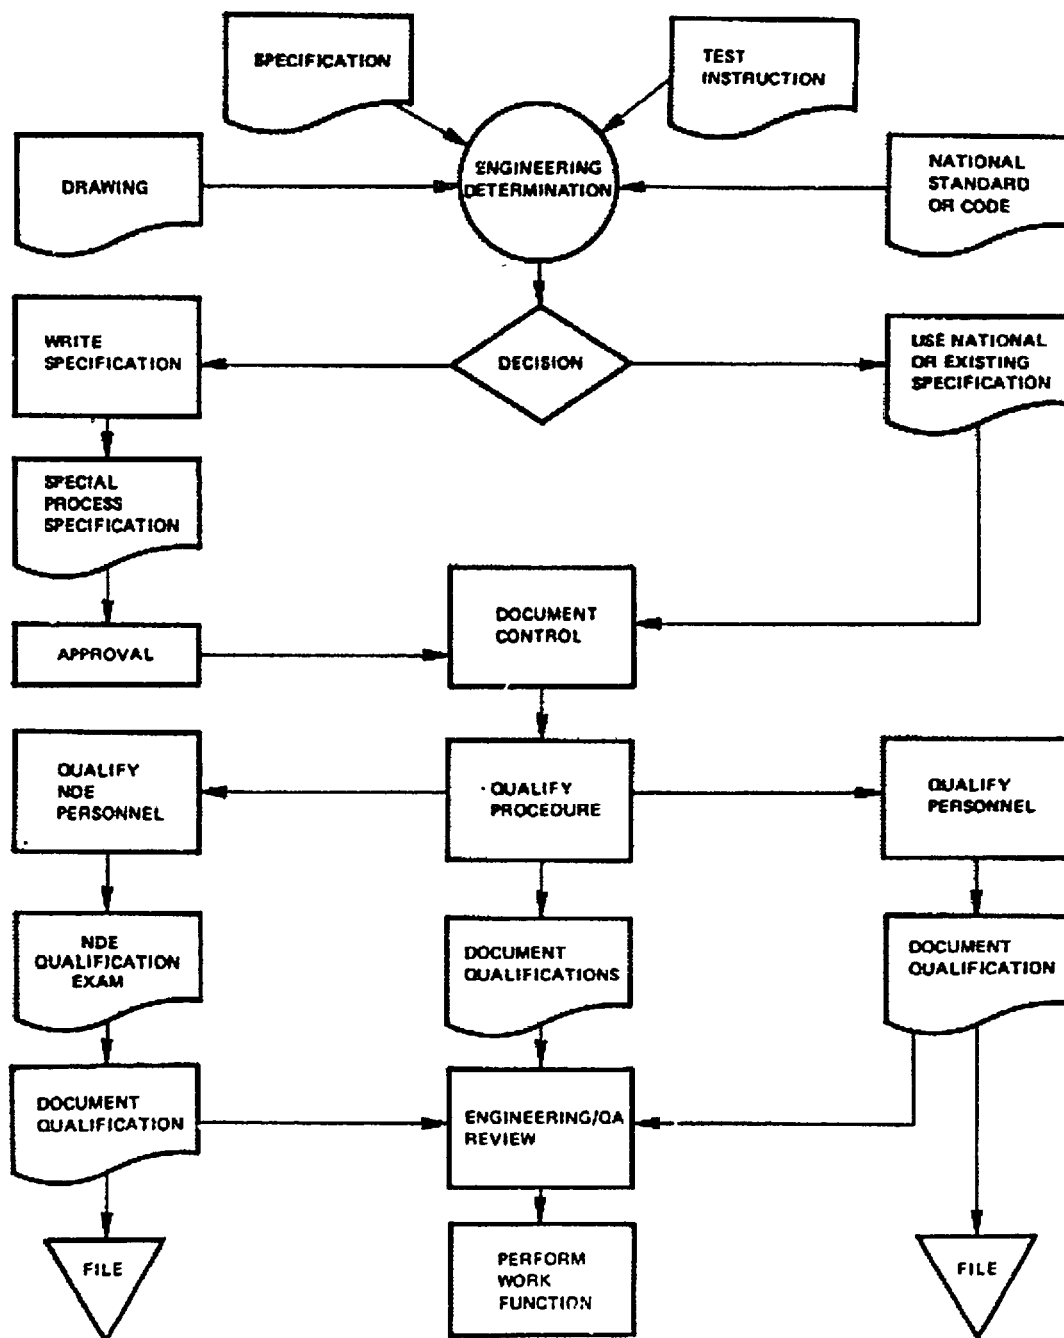 SPECIFICATION
TEST
INSTRUCTION
DRAWING
ENGINEERING
DETERMINATION
NATIONAL
STANDARD
OR CODE
WRITE
SPECIFICATION
DECISION
USE NATIONAL
OR EXISTING
SPECIFICATION
SPECIAL
PROCESS
SPECIFICATION
APPROVAL
DOCUMENT
CONTROL
QUALIFY
NDE
PERSONNEL
QUALIFY
PROCEDURE
QUALIFY
PERSONNEL
NDE
QUALIFICATION
EXAM
DOCUMENT
QUALIFICATIONS
DOCUMENT
QUALIFICATION
DOCUMENT
QUALIFICATION
ENGINEERING/QA
REVIEW
FILE
PERFORM
WORK
FUNCTION
FILE